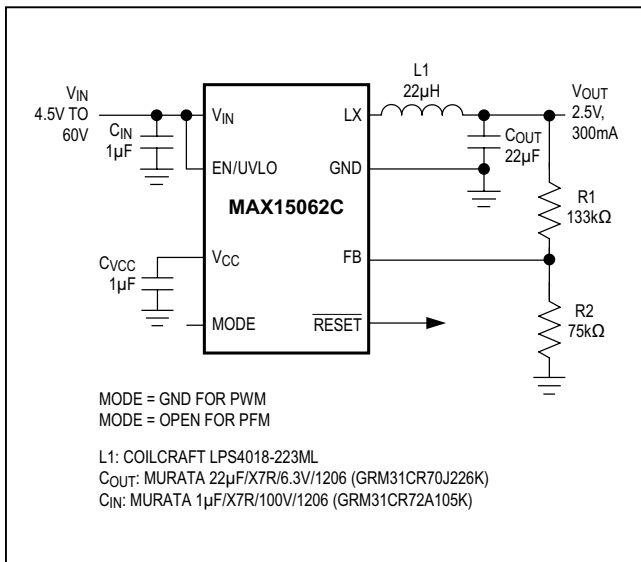 L1
22µH
VIN
4.5V TO
60V
CIN
1µF
VIN
LX
VOUT
2.5V,
300mA
COUT
22µF
EN/UVLO
GND
MAX15062C
R1
133kΩ
CVCC
1µF
VCC
FB
MODE
RESET
R2
75kΩ
MODE = GND FOR PWM
MODE = OPEN FOR PFM
L1: COILCRAFT LPS4018-223ML
COUT: MURATA 22µF/X7R/6.3V/1206 (GRM31CR70J226K)
CIN: MURATA 1µF/X7R/100V/1206 (GRM31CR72A105K)